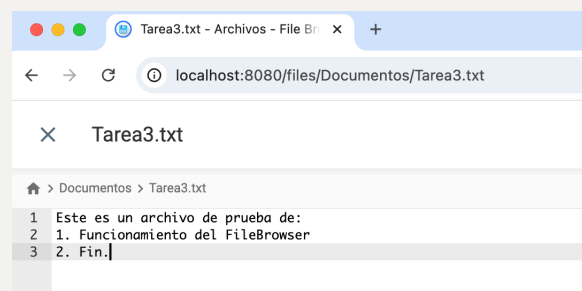 Tarea3.txt - Archivos - File Br
localhost:8080/files/Documentos/Tarea3.txt
Tarea3.txt
Documentos > Tarea3.txt
1 Este es un archivo de prueba de:
2 1. Funcionamiento del FileBrowser
3 2. Fin.